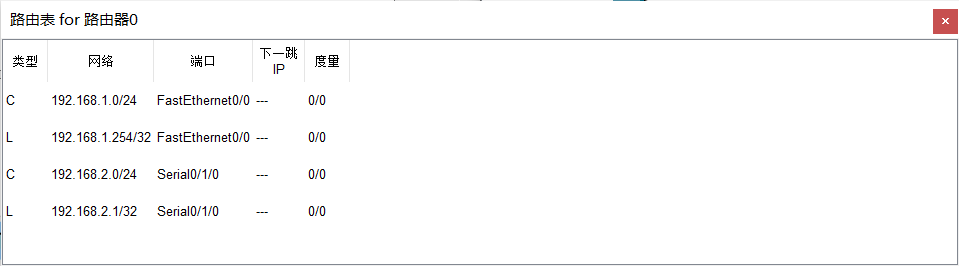 路由表 for 路由器0
类型 网络 端口 下一跳 IP 度量
C 192.168.1.0/24 FastEthernet0/0 --- 0/0
L 192.168.1.254/32 FastEthernet0/0 --- 0/0
C 192.168.2.0/24 Serial0/1/0 --- 0/0
L 192.168.2.1/32 Serial0/1/0 --- 0/0